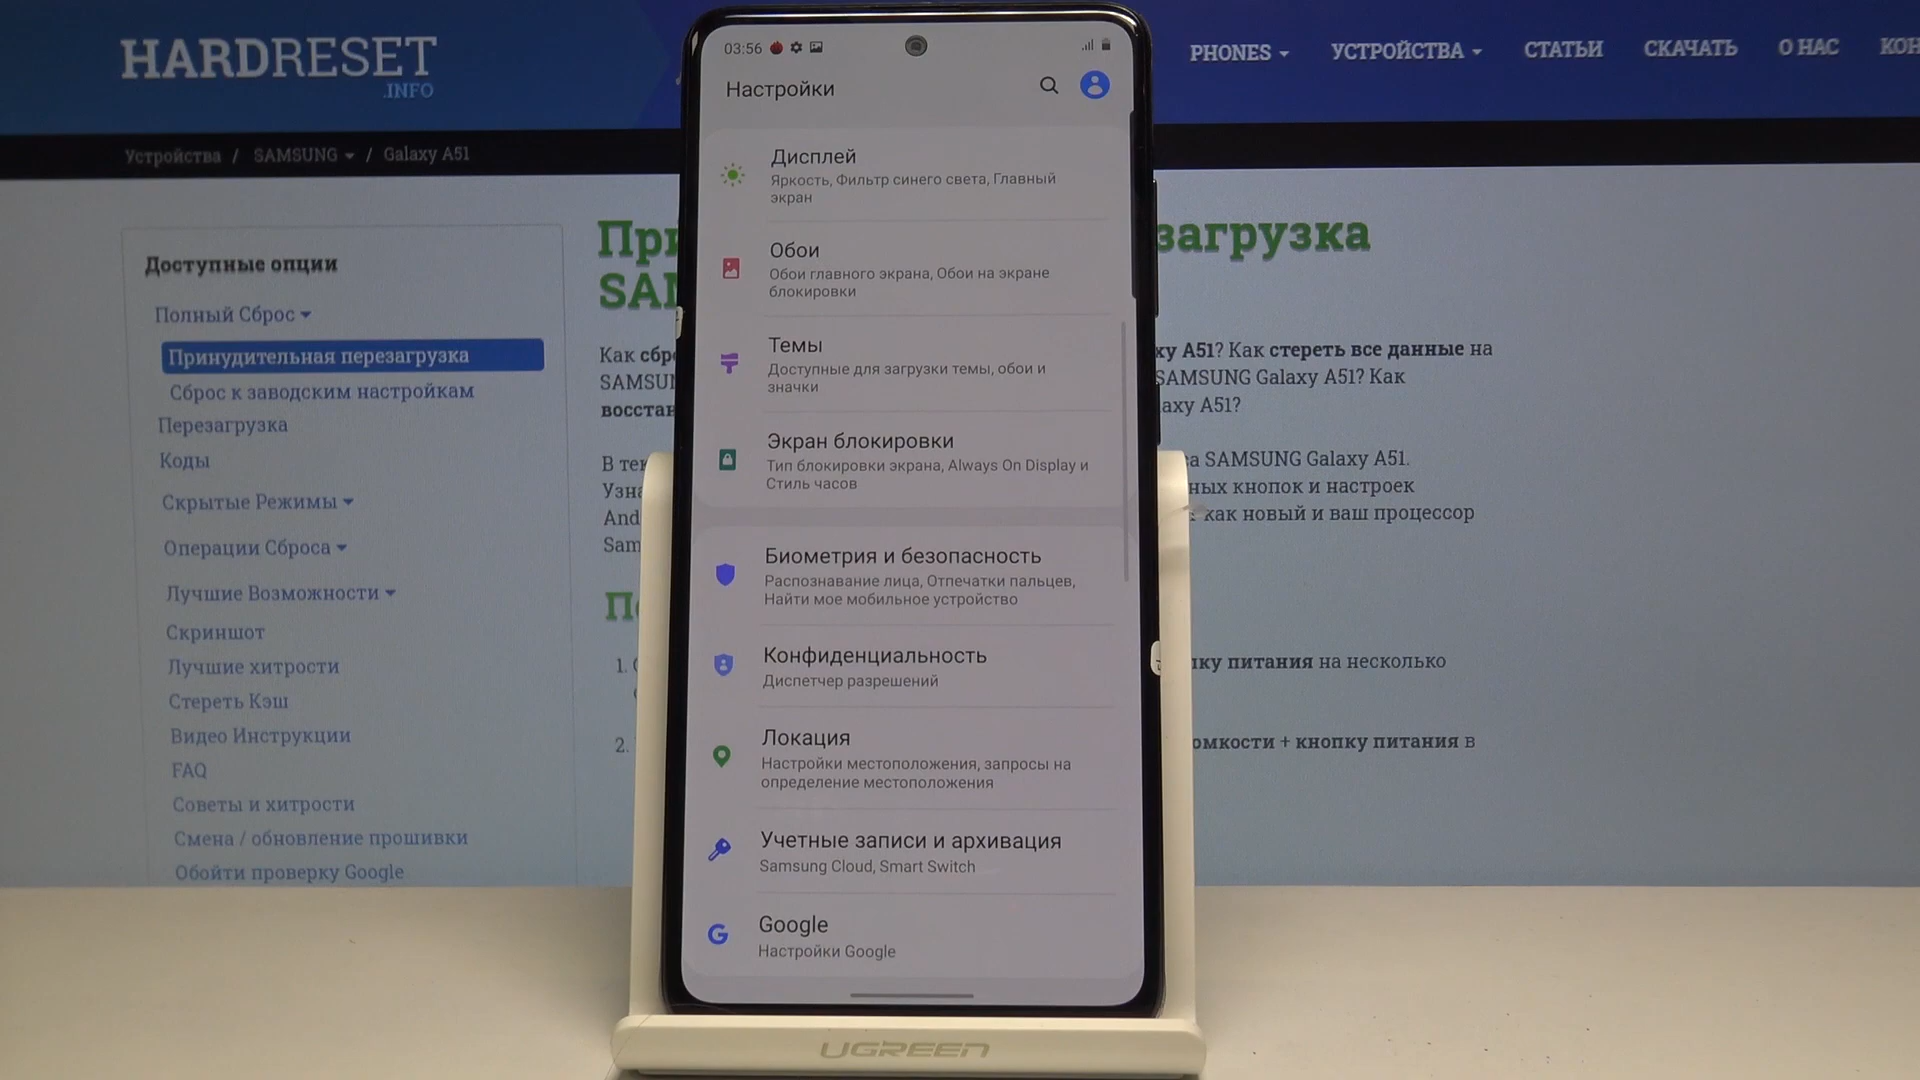 HARDRESET
.INFO
PHONES
УСТРОЙСТВА
СТАТЬИ
СКАЧАТЬ
О НАС
Устройства / SAMSUNG / Galaxy A51
Доступные опции
Полный Сброс
Принудительная перезагрузка
Сброс к заводским настройкам
Перезагрузка
Коды
Скрытые Режимы
Операции Сброса
Лучшие Возможности
Скриншот
Лучшие хитрости
Стереть Кэш
Видео Инструкции
FAQ
Советы и хитрости
Смена / обновление прошивки
Обойти проверку Google
03:56
Настройки
Дисплей
Яркость, Фильтр синего света, Главный
экран
Обои
Обои главного экрана, Обои на экране
блокировки
Темы
Доступные для загрузки темы, обои и
значки
Экран блокировки
Тип блокировки экрана, Always On Display и
Стиль часов
Биометрия и безопасность
Распознавание лица, Отпечатки пальцев,
Найти мое мобильное устройство
Конфиденциальность
Диспетчер разрешений
Локация
Настройки местоположения, запросы на
определение местоположения
Учетные записи и архивация
Samsung Cloud, Smart Switch
Google
Настройки Google
загрузка
Как
A51? Как стереть все данные на
SAMSUNG Galaxy A51? Как
A51?
В
SAMSUNG Galaxy A51.
кнопок и настроек
как новый и ваш процессор
1.
питания на несколько
2.
+ кнопку питания в
UGREEN